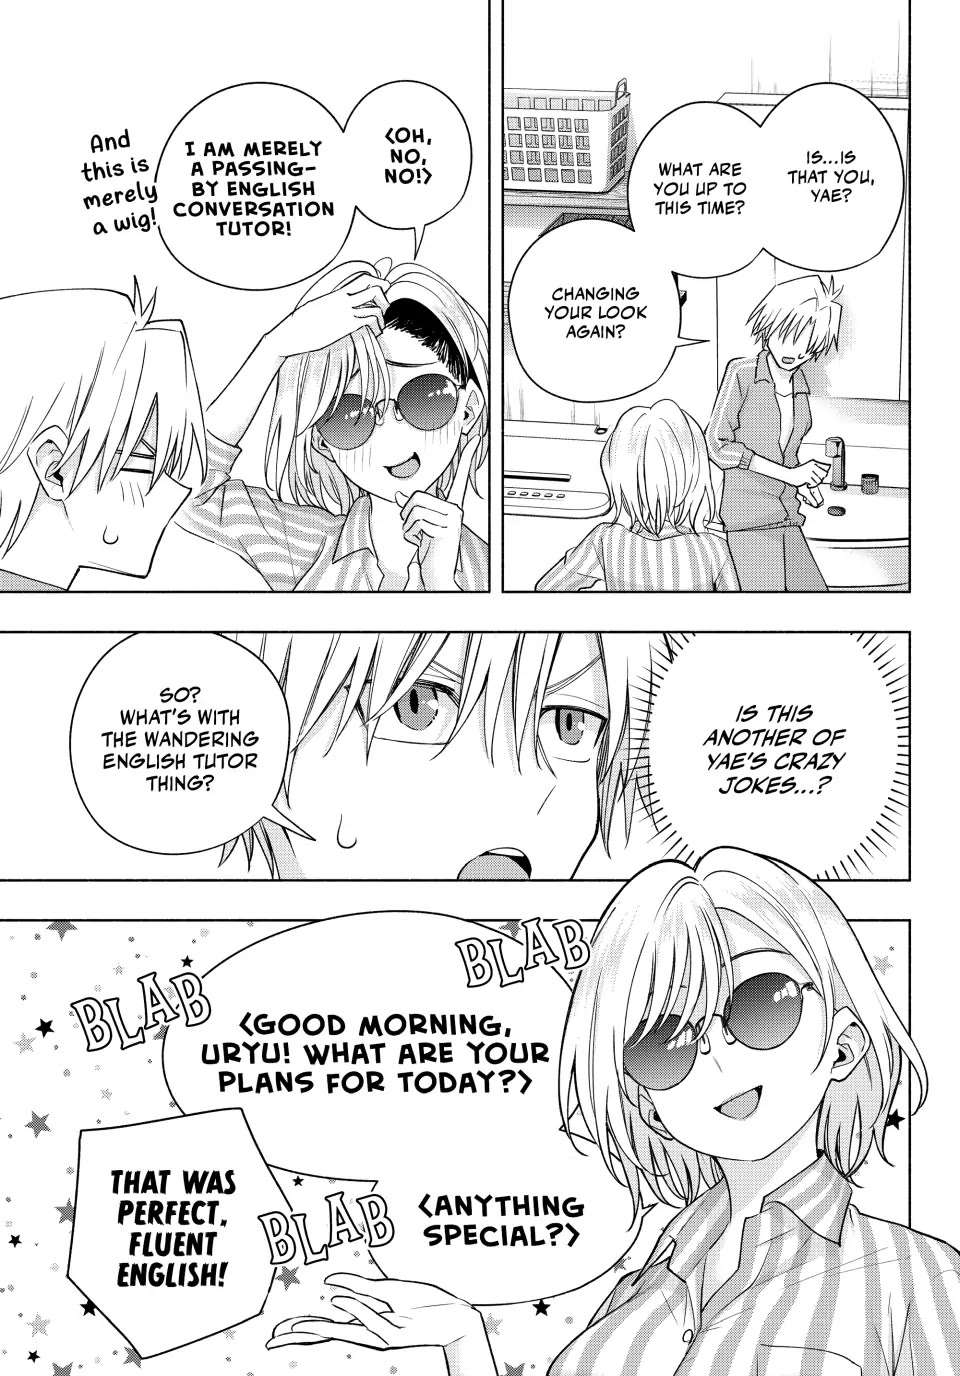 IS...IS
THAT YOU,
YAE?
WHAT ARE
YOU UP TO
THIS TIME?
CHANGING
YOUR LOOK
AGAIN?
<OH,
NO,
NO!>
I AM MERELY
A PASSING-
BY ENGLISH
CONVERSATION
TUTOR!
And
this is
merely
a wig!
IS THIS
ANOTHER OF
YAE'S CRAZY
JOKES...?
SO?
WHAT'S WITH
THE WANDERING
ENGLISH TUTOR
THING?
BLAB
BLAB
<GOOD MORNING,
URYU! WHAT ARE YOUR
PLANS FOR TODAY?>
<ANYTHING
SPECIAL?>
BLAB
THAT WAS
PERFECT,
FLUENT
ENGLISH!